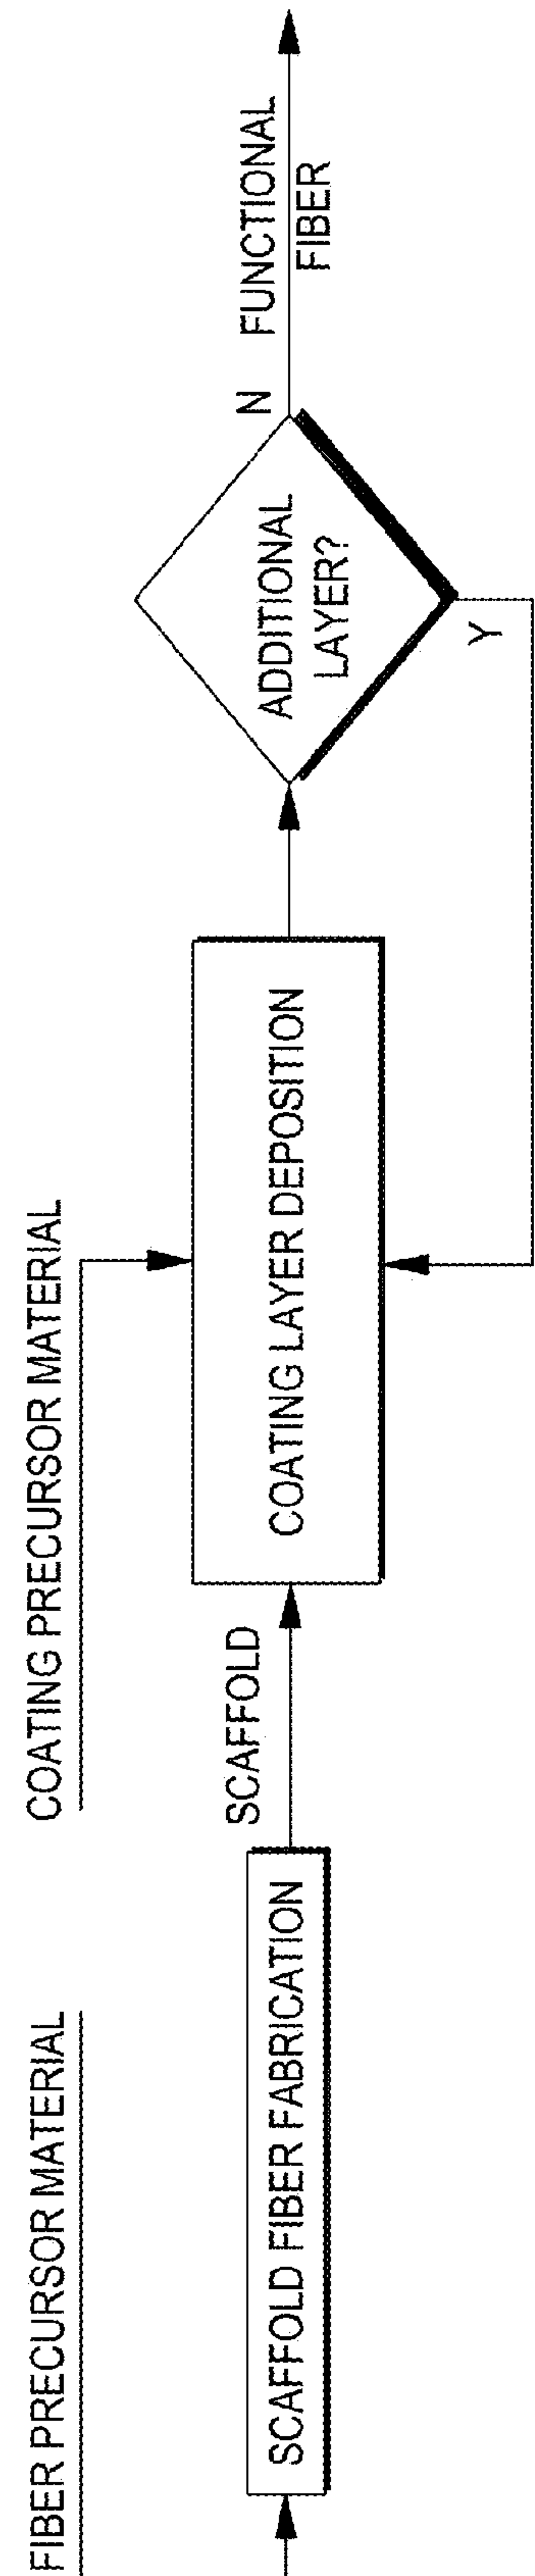 FIBER PRECURSOR MATERIAL
SCAFFOLD FIBER FABRICATION
SCAFFOLD
COATING PRECURSOR MATERIAL
COATING LAYER DEPOSITION
ADDITIONAL
LAYER?
Y
N
FUNCTIONAL
FIBER